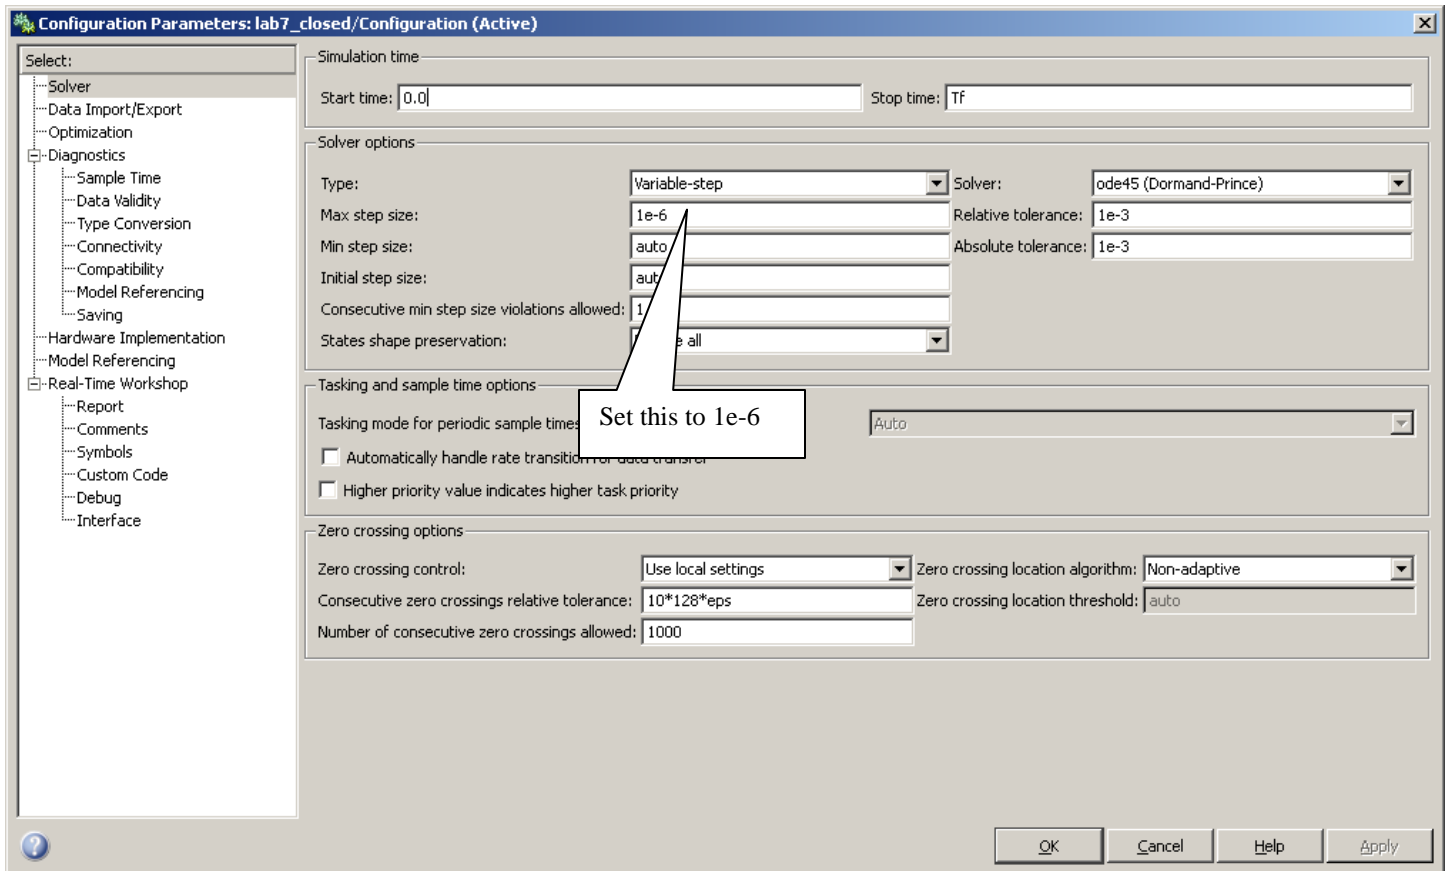 Configuration Parameters: lab7_closed/Configuration (Active)
Select:
Solver
Data Import/Export
Optimization
Diagnostics
Sample Time
Data Validity
Type Conversion
Connectivity
Compatibility
Model Referencing
Saving
Hardware Implementation
Model Referencing
Real-Time Workshop
Report
Comments
Symbols
Custom Code
Debug
Interface
Simulation time
Start time: 0.0 Stop time: Tf
Solver options
Type: Variable-step Solver: ode45 (Dormand-Prince)
Max step size: 1e-6 Relative tolerance: 1e-3
Min step size: auto Absolute tolerance: 1e-3
Initial step size:
Consecutive min step size violations allowed: 1
States shape preservation: all
Tasking and sample time options
Tasking mode for periodic sample times Auto
Set this to 1e-6
Automatically handle rate transition for data transfer
Higher priority value indicates higher task priority
Zero crossing options
Zero crossing control: Use local settings Zero crossing location algorithm: Non-adaptive
Consecutive zero crossings relative tolerance: 10*128*eps Zero crossing location threshold: auto
Number of consecutive zero crossings allowed: 1000
OK Cancel Help Apply